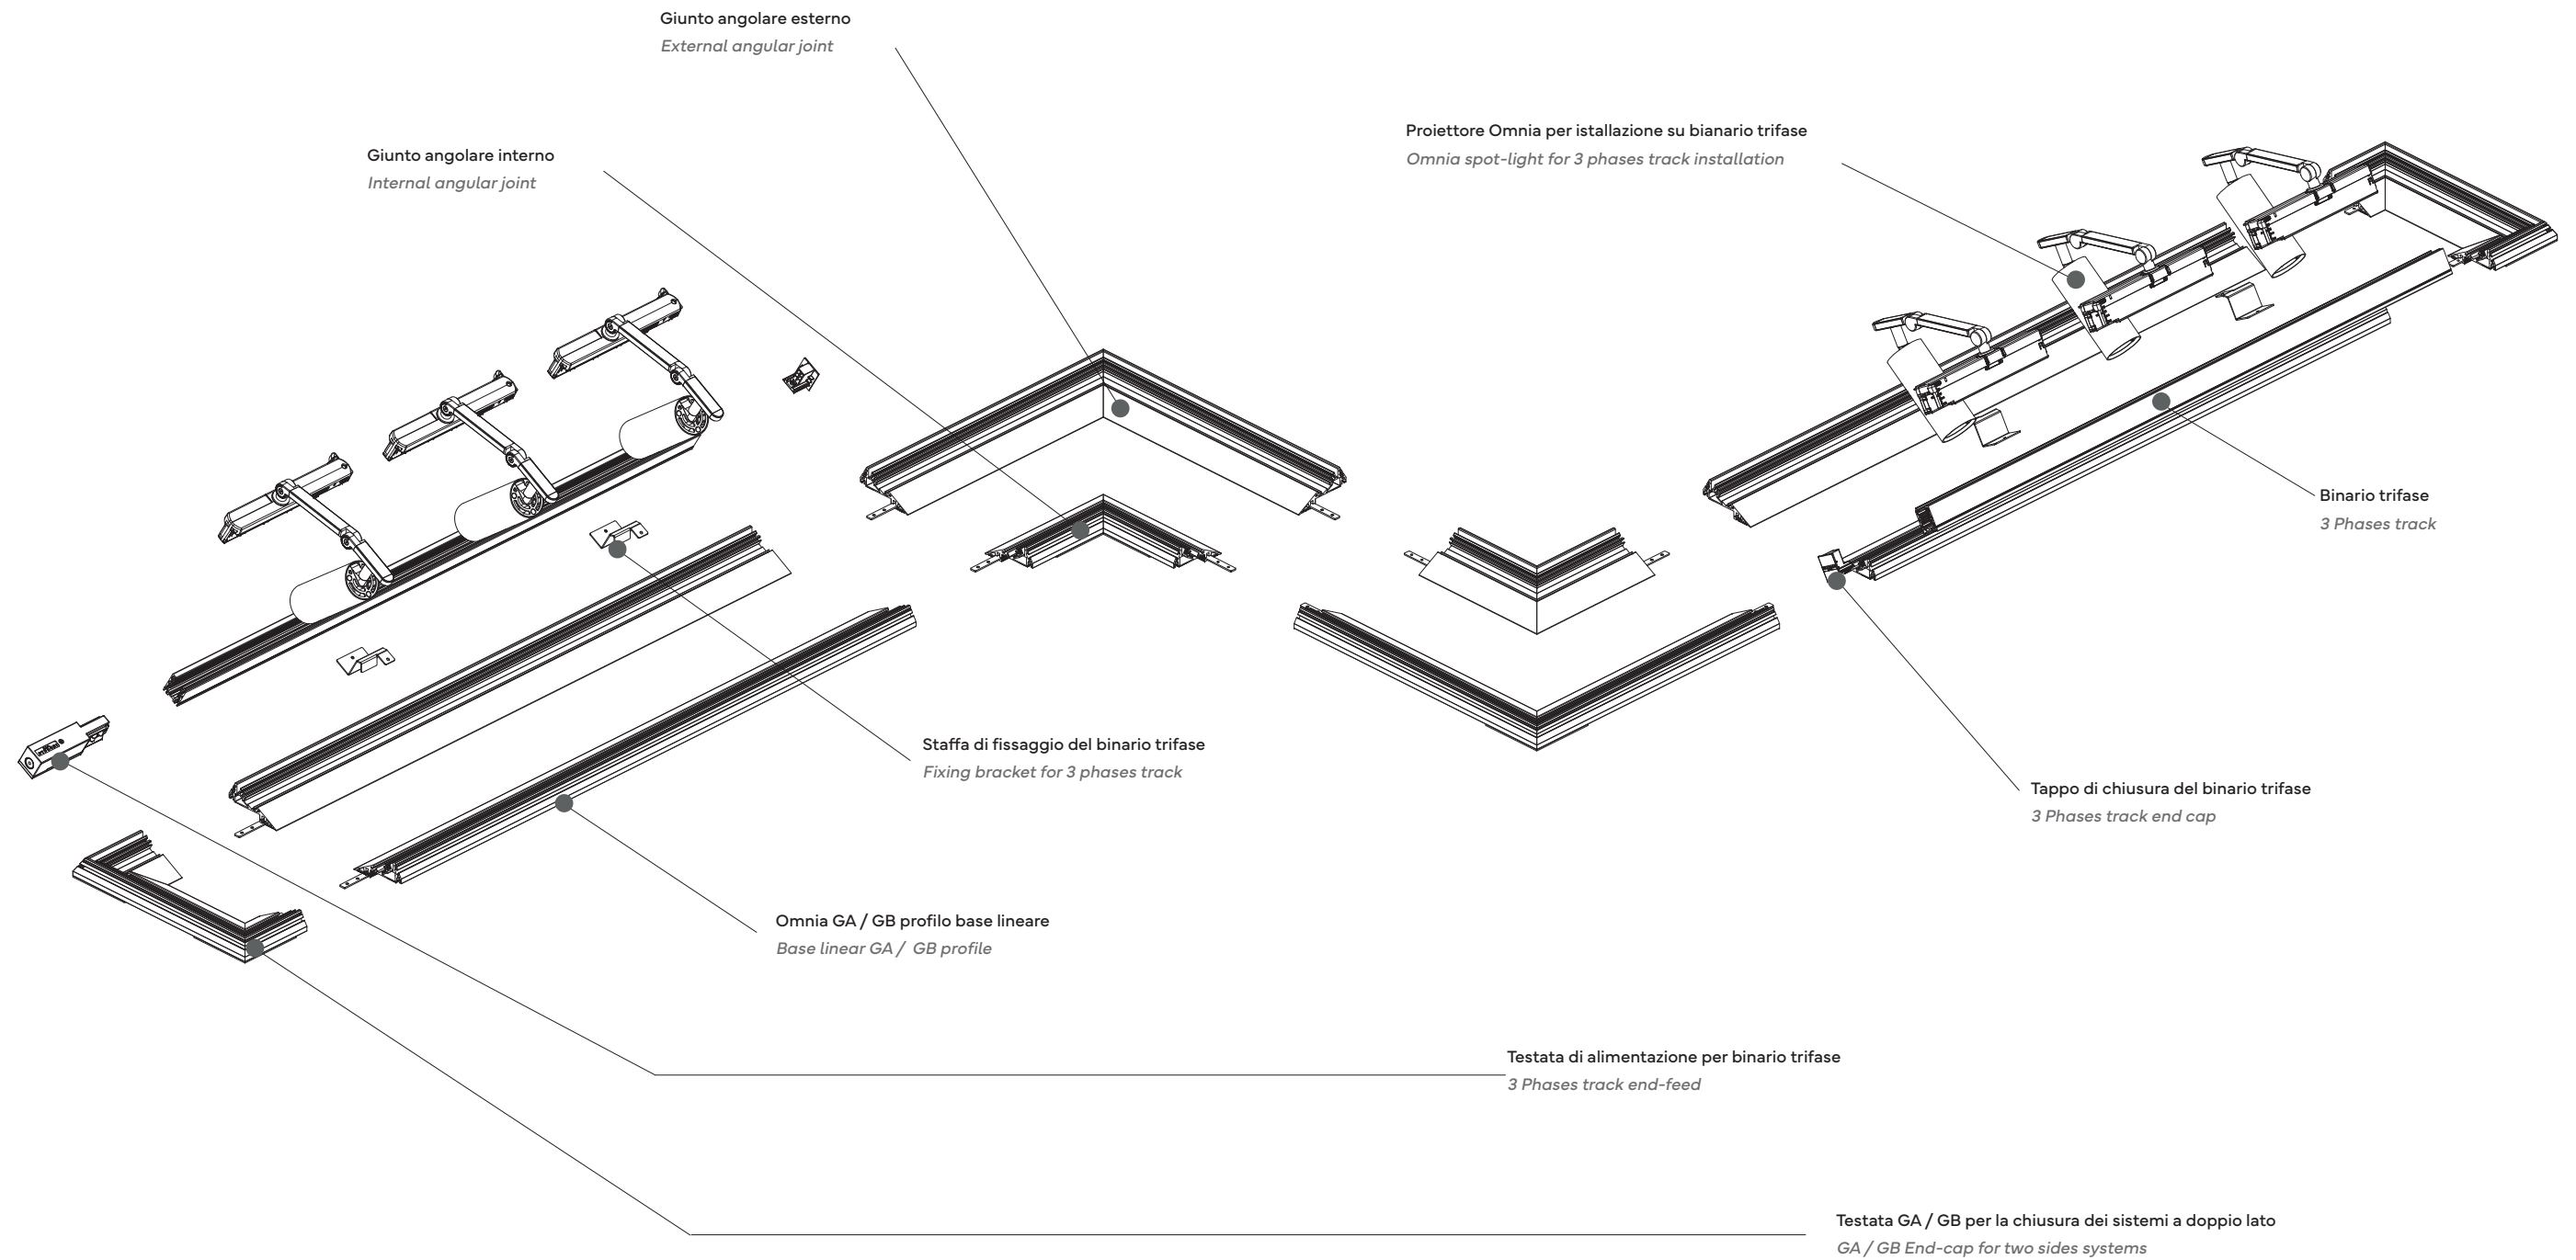 Giunto angolare esterno
External angular joint
Proiettore Omnia per istallazione su bianario trifase
Omnia spot-light for 3 phases track installation
Giunto angolare interno
Internal angular joint
Binario trifase
3 Phases track
Staffa di fissaggio del binario trifase
Fixing bracket for 3 phases track
Tappo di chiusura del binario trifase
3 Phases track end cap
Omnia GA / GB profilo base lineare
Base linear GA / GB profile
Testata di alimentazione per binario trifase
3 Phases track end-feed
Testata GA / GB per la chiusura dei sistemi a doppio lato
GA / GB End-cap for two sides systems